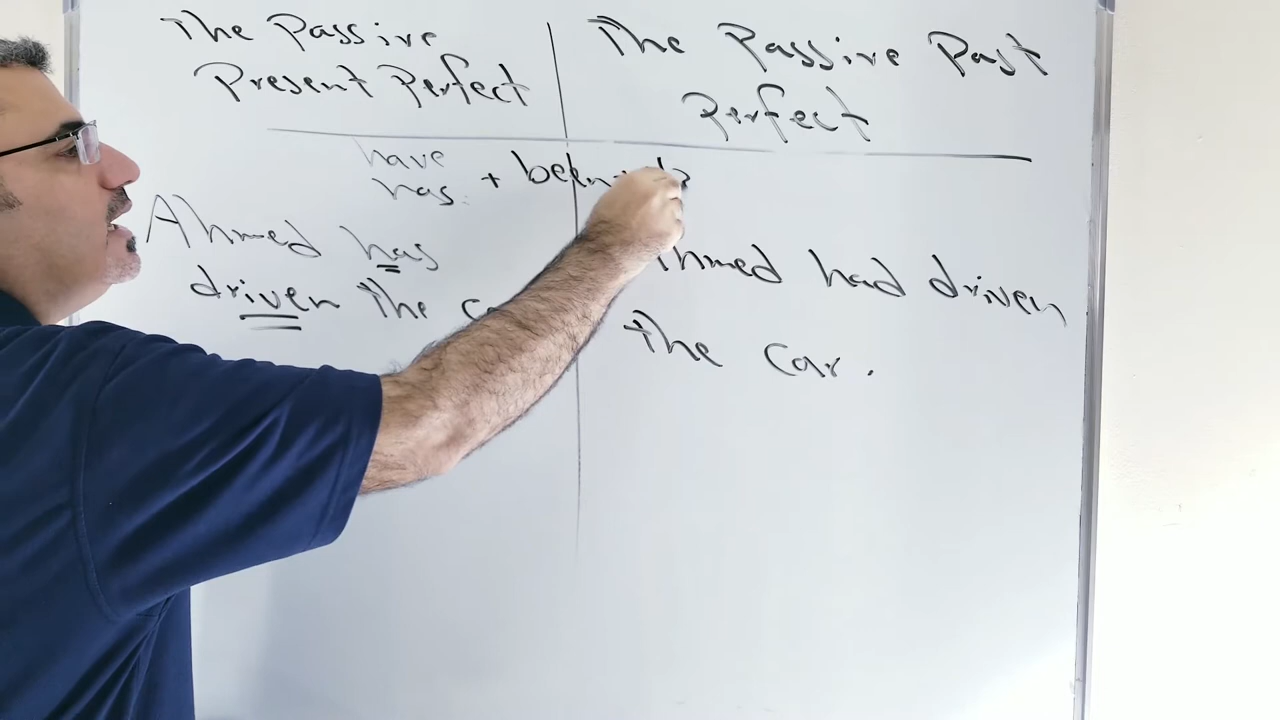 The Passive
Present Perfect
The Passive Past
Perfect
have
has + been
Ahmed has
driven the
Ahmed had driven
the car.